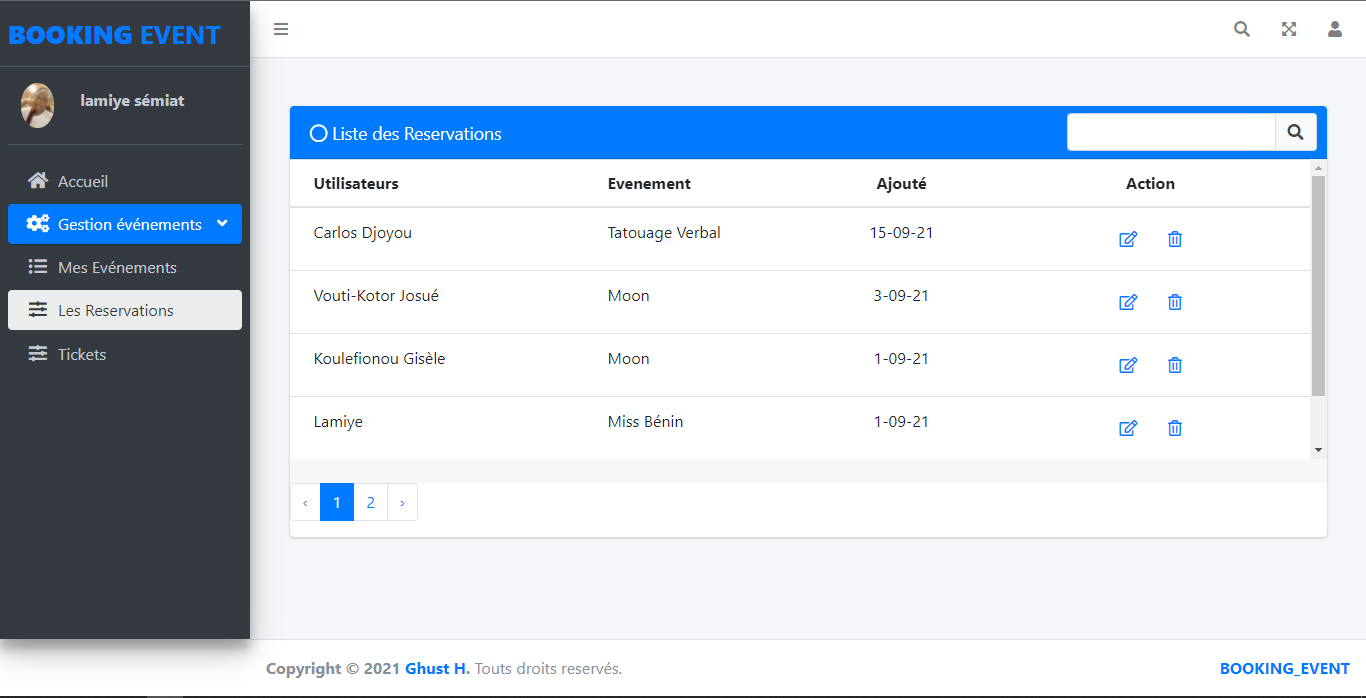 BOOKING EVENT
lamiye sémiat
Accueil
Gestion événements
Mes Evénements
Les Reservations
Tickets
Liste des Reservations
Utilisateurs Evenement Ajouté Action
Carlos Djoyou Tatouage Verbal 15-09-21
Vouti-Kotor Josué Moon 3-09-21
Koulefionou Gisèle Moon 1-09-21
Lamiye Miss Bénin 1-09-21
‹ 1 2 ›
Copyright © 2021 Ghust H. Touts droits reservés. BOOKING_EVENT